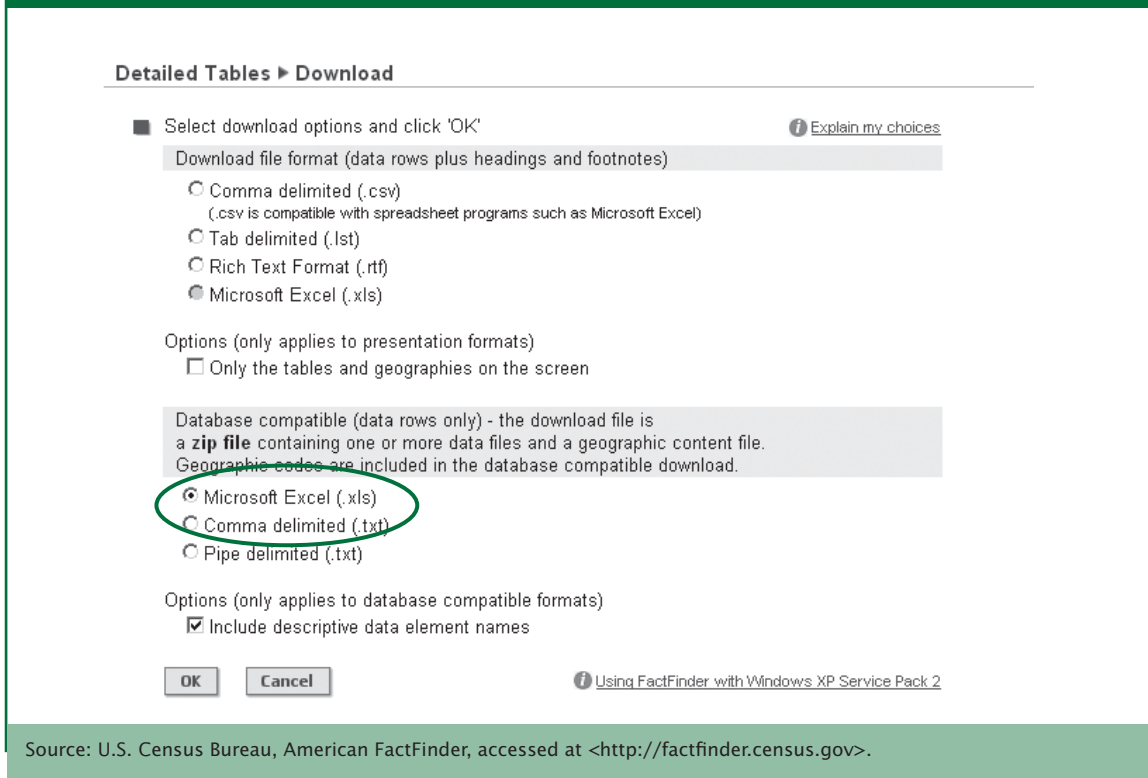 Detailed Tables ▶ Download
Select download options and click 'OK'
Explain my choices
Download file format (data rows plus headings and footnotes)
Comma delimited (.csv)
(.csv is compatible with spreadsheet programs such as Microsoft Excel)
Tab delimited (.lst)
Rich Text Format (.rtf)
Microsoft Excel (.xls)
Options (only applies to presentation formats)
Only the tables and geographies on the screen
Database compatible (data rows only) - the download file is
a zip file containing one or more data files and a geographic content file.
Geographic codes are included in the database compatible download.
Microsoft Excel (.xls)
Comma delimited (.txt)
Pipe delimited (.txt)
Options (only applies to database compatible formats)
Include descriptive data element names
OK
Cancel
Using FactFinder with Windows XP Service Pack 2
Source: U.S. Census Bureau, American FactFinder, accessed at <http://factfinder.census.gov>.